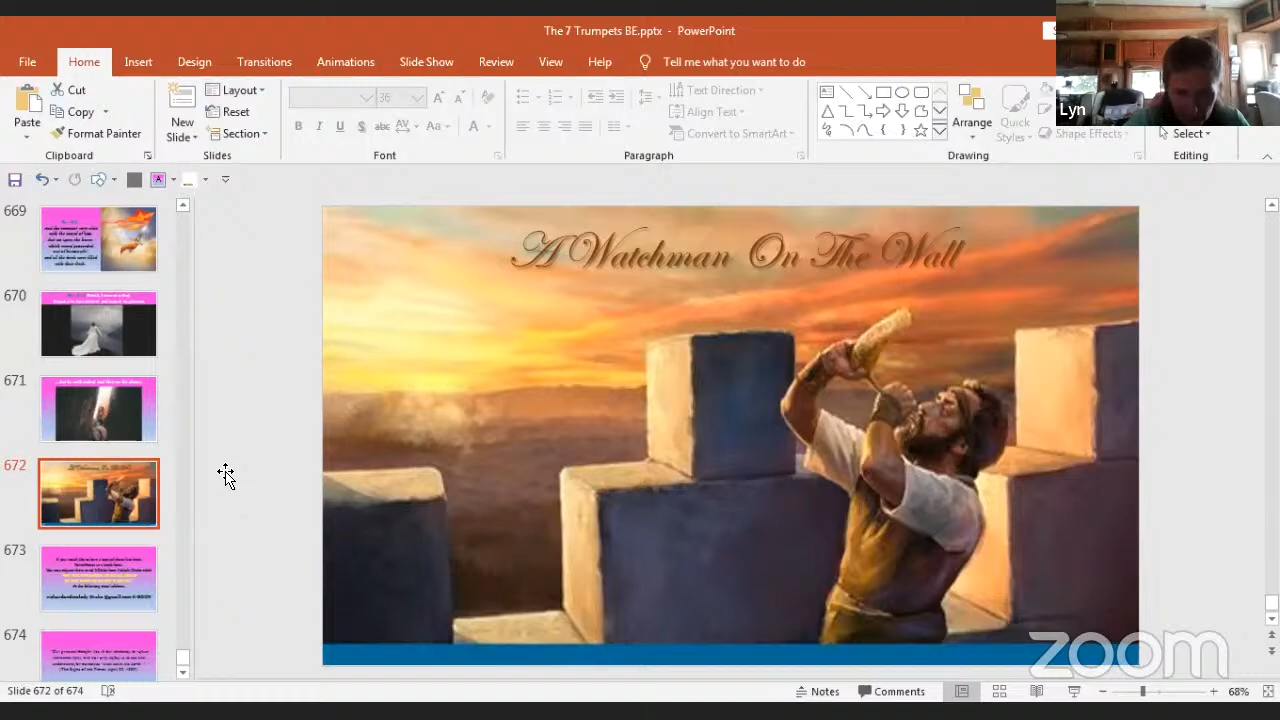 The 7 Trumpets BE.pptx - PowerPoint
File Home Insert Design Transitions Animations Slide Show Review View Help Tell me what you want to do
Lyn
Paste
Cut
Copy
Format Painter
Clipboard
New
Slide
Layout
Reset
Section
Slides
36
Font
Text Direction
Align Text
Convert to SmartArt
Paragraph
Arrange
Quick
Styles
Shape Effects
Drawing
Select
Editing
669
670
671
672
673
674
A Watchman On The Wall
zoom
Slide 672 of 674
Notes Comments 68%